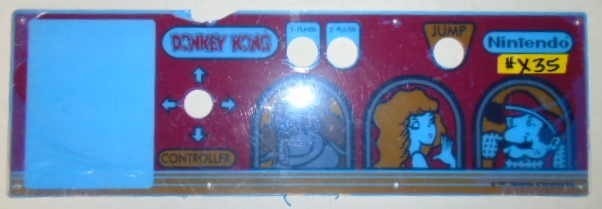 DONKEY KONG
1-PLAYER
2 PLAYER
JUMP
Nintendo
#X35
CONTROLLER